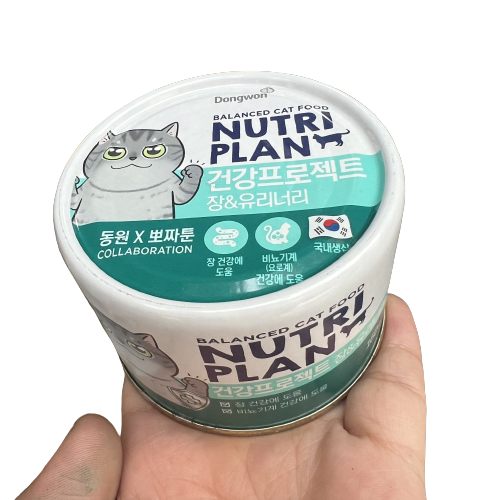 Dongwon
BALANCED CAT FOOD
NUTRI
PLAN
건강프로젝트
장&유리너리
동원 X 뽀짜툰
COLLABORATION
장 건강에
도움
비뇨기계
(요로계)
건강에 도움
국내생산
BALANCED CAT FOOD
NUTRI
PLAN
건강프로젝트
장 건강에 도움
비뇨기계 건강에 도움